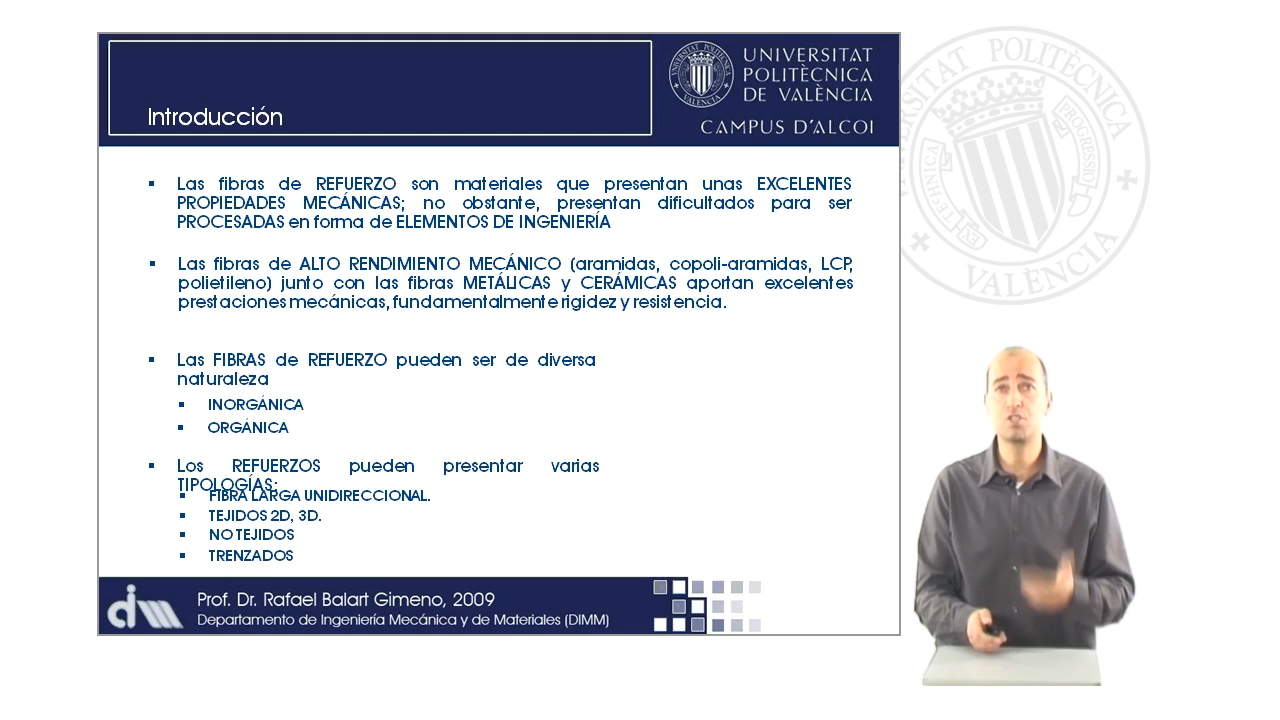 Introducción
UNIVERSITAT
POLITÈCNICA
DE VALÈNCIA
CAMPUS D'ALCOI
Las fibras de REFUERZO son materiales que presentan unas EXCELENTES
PROPIEDADES MECÁNICAS; no obstante, presentan dificultados para ser
PROCESADAS en forma de ELEMENTOS DE INGENIERÍA
Las fibras de ALTO RENDIMIENTO MECÁNICO (aramidas, copoli-aramidas, LCP,
polietileno) junto con las fibras METÁLICAS y CERÁMICAS aportan excelentes
prestaciones mecánicas, fundamentalmente rigidez y resistencia.
Las FIBRAS de REFUERZO pueden ser de diversa
naturaleza
INORGÁNICA
ORGÁNICA
Los REFUERZOS pueden presentar varias
TIPOLOGÍAS:
FIBRA LARGA UNIDIRECCIONAL.
TEJIDOS 2D, 3D.
NO TEJIDOS
TRENZADOS
dim
Prof. Dr. Rafael Balart Gimeno, 2009
Departamento de Ingeniería Mecánica y de Materiales (DIMM)
POLITÈCNICA
VALENCIA